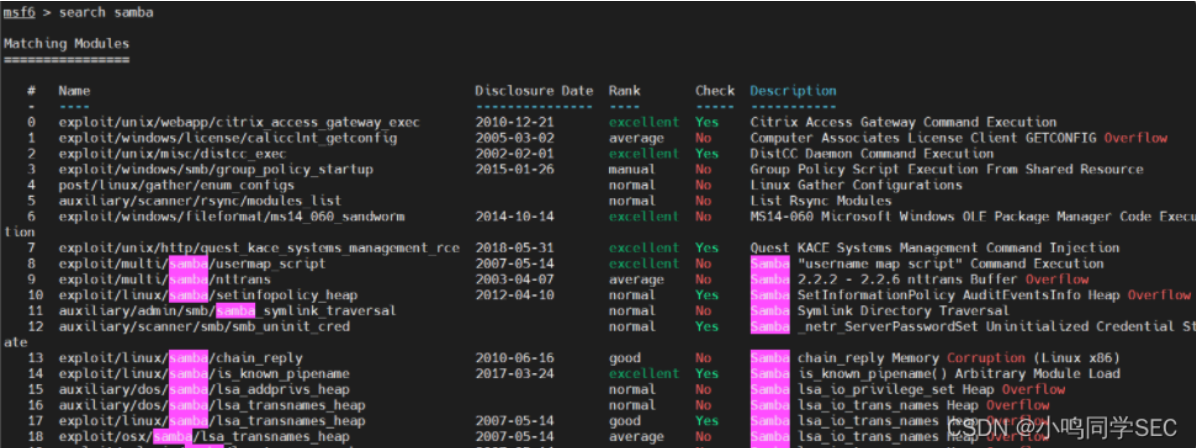 msf6 > search samba
Matching Modules
================
# Name Disclosure Date Rank Check Description
- ---- --------------- ---- ----- -----------
0 exploit/unix/webapp/citrix_access_gateway_exec 2010-12-21 excellent Yes Citrix Access Gateway Command Execution
1 exploit/windows/license/calicclnt_getconfig 2005-03-02 average No Computer Associates License Client GETCONFIG Overflow
2 exploit/unix/misc/distcc_exec 2002-02-01 excellent Yes DistCC Daemon Command Execution
3 exploit/windows/smb/group_policy_startup 2015-01-26 manual No Group Policy Script Execution From Shared Resource
4 post/linux/gather/enum_configs normal No Linux Gather Configurations
5 auxiliary/scanner/rsync/modules_list normal No List Rsync Modules
6 exploit/windows/fileformat/ms14_060_sandworm 2014-10-14 excellent No MS14-060 Microsoft Windows OLE Package Manager Code Execu
tion
7 exploit/unix/http/quest_kace_systems_management_rce 2018-05-31 excellent Yes Quest KACE Systems Management Command Injection
8 exploit/multi/samba/usermap_script 2007-05-14 excellent No Samba "username map script" Command Execution
9 exploit/multi/samba/nttrans 2003-04-07 average No Samba 2.2.2 - 2.2.6 nttrans Buffer Overflow
10 exploit/linux/samba/setinfopolicy_heap 2012-04-10 normal Yes Samba SetInformationPolicy AuditEventsInfo Heap Overflow
11 auxiliary/admin/smb/samba_symlink_traversal normal No Samba Symlink Directory Traversal
12 auxiliary/scanner/smb/smb_uninit_cred normal Yes Samba _netr_ServerPasswordSet Uninitialized Credential St
ate
13 exploit/linux/samba/chain_reply 2010-06-16 good No Samba chain_reply Memory Corruption (Linux x86)
14 exploit/linux/samba/is_known_pipename 2017-03-24 excellent Yes Samba is_known_pipename() Arbitrary Module Load
15 auxiliary/dos/samba/lsa_addprivs_heap normal No Samba lsa_io_privilege_set Heap Overflow
16 auxiliary/dos/samba/lsa_transnames_heap normal No Samba lsa_io_trans_names Heap Overflow
17 exploit/linux/samba/lsa_transnames_heap 2007-05-14 good Yes Samba lsa_io_trans_names Heap Overflow
18 exploit/osx/samba/lsa_transnames_heap 2007-05-14 average No Samba lsa_io_trans_names Heap Overflow
CSDN @小鸣同学SEC